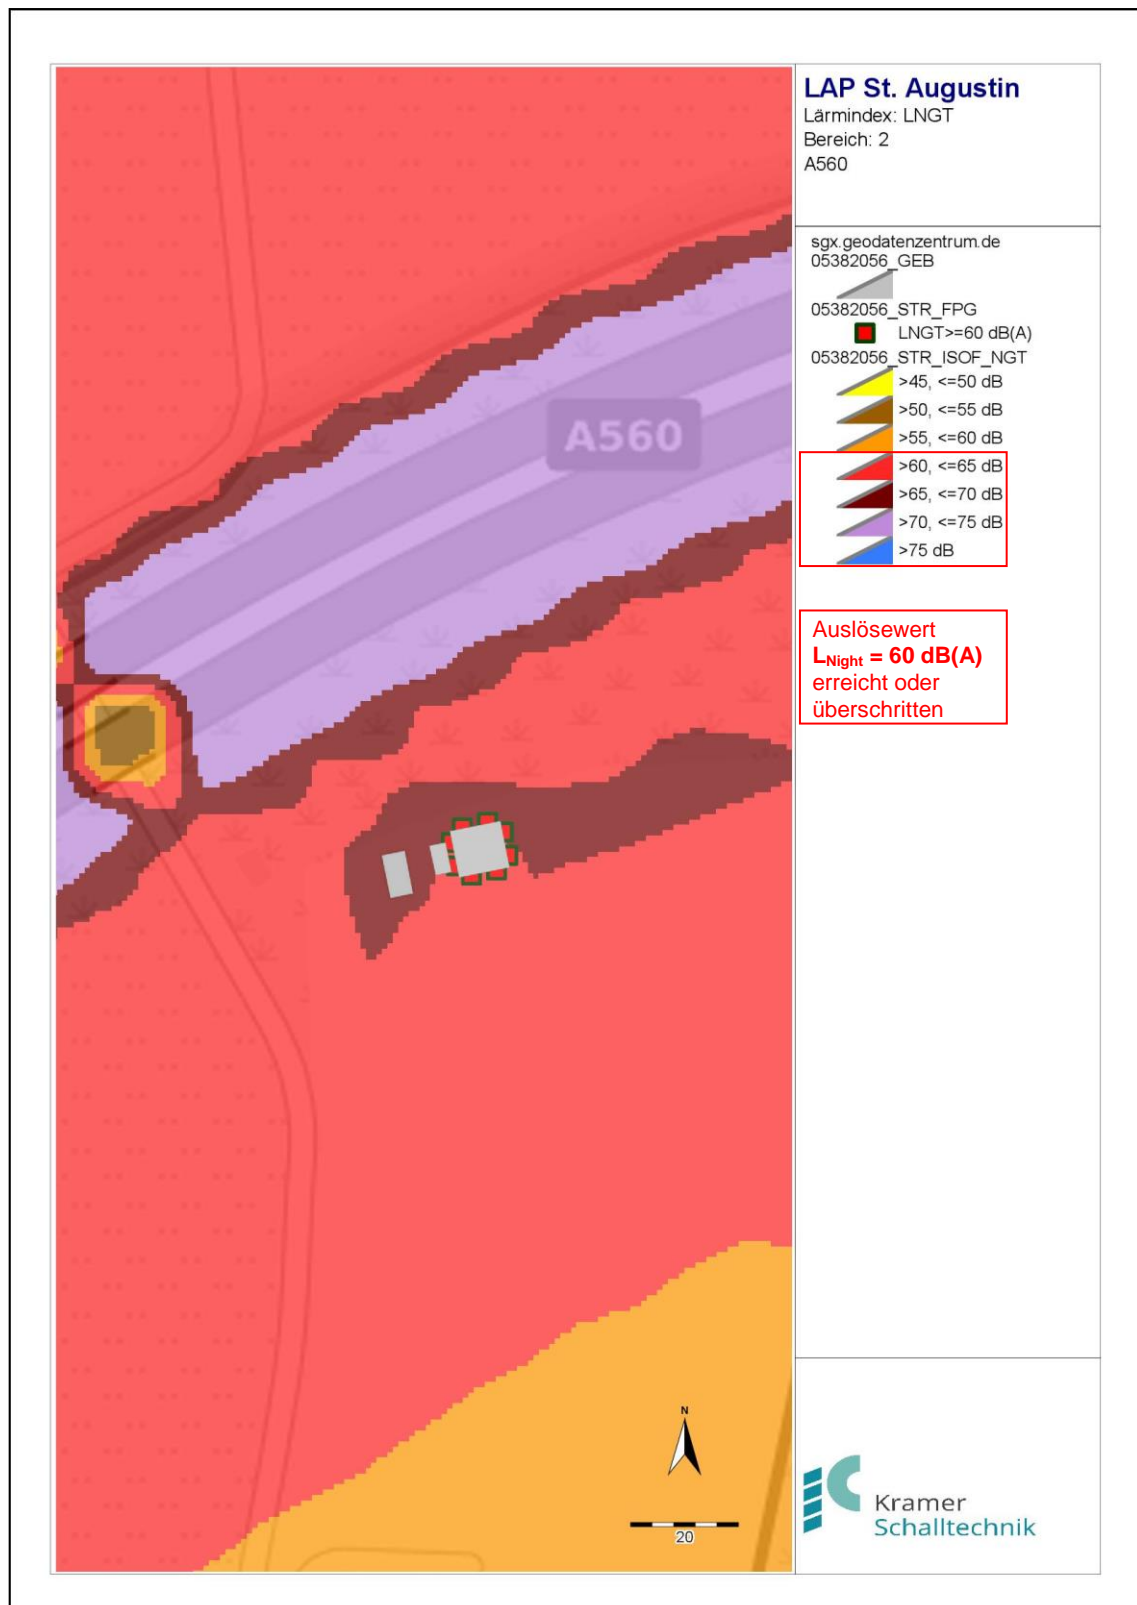 LAP St. Augustin
Lärmindex: LNGT
Bereich: 2
A560
sgx.geodatenzentrum.de
05382056_GEB
05382056_STR_FPG
LNGT>=60 dB(A)
05382056_STR_ISOF_NGT
>45, <=50 dB
>50, <=55 dB
>55, <=60 dB
>60, <=65 dB
>65, <=70 dB
>70, <=75 dB
>75 dB
Auslösewert
LNight = 60 dB(A)
erreicht oder
überschritten
A560
N
20
Kramer
Schalltechnik